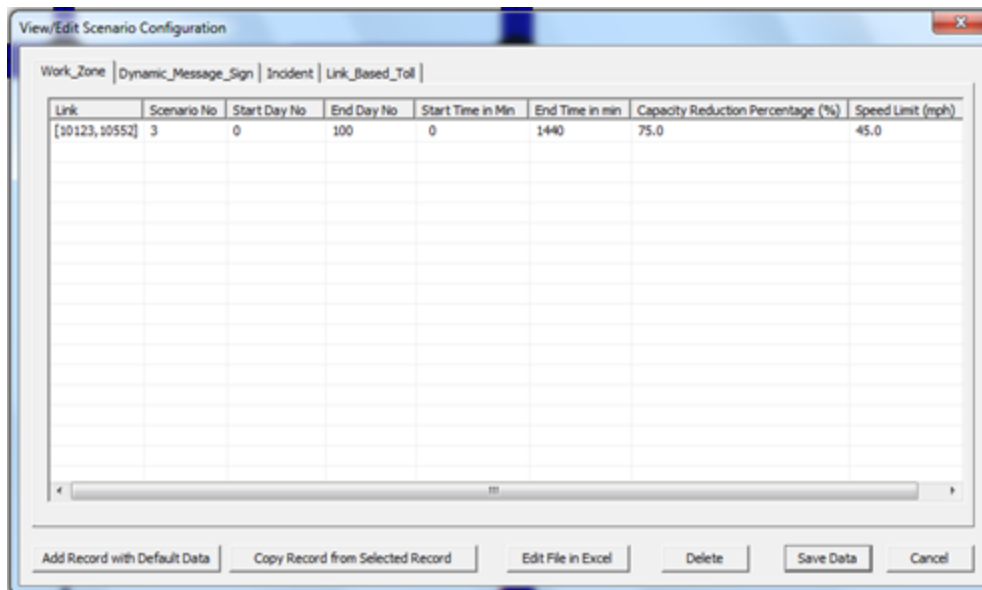 View/Edit Scenario Configuration
Work_Zone Dynamic_Message_Sign Incident Link_Based_Toll
Link Scenario No Start Day No End Day No Start Time in Min End Time in min Capacity Reduction Percentage (%) Speed Limit (mph)
[10123,10552] 3 0 100 0 1440 75.0 45.0
Add Record with Default Data Copy Record from Selected Record Edit File in Excel Delete Save Data Cancel